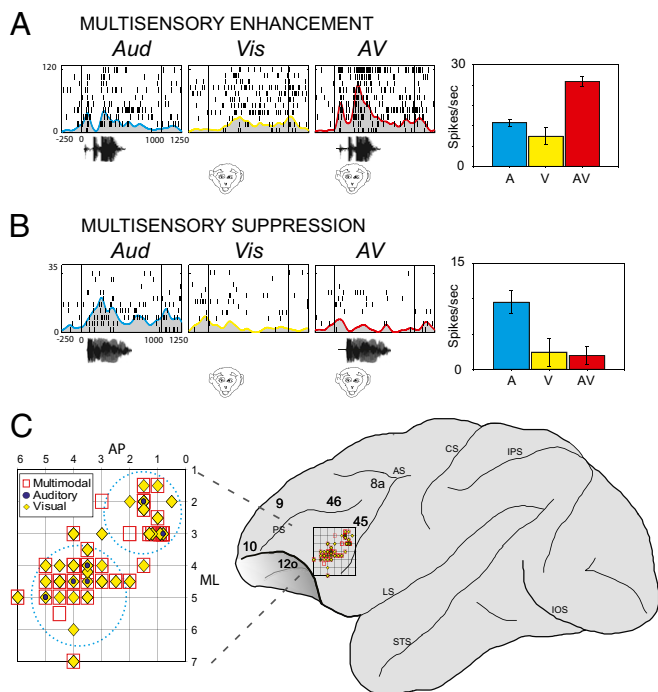 A
MULTISENSORY ENHANCEMENT
Aud Vis AV
120
0
-250 0 1000 1250
30
0
Spikes/sec
A V AV
B
MULTISENSORY SUPPRESSION
Aud Vis AV
35
0
-250 0 1000 1250
15
0
Spikes/sec
A V AV
C
AP
6 5 4 3 2 1 0
Multimodal
Auditory
Visual
1
2
3
4
5
6
7
ML
CS
IPS
AS
8a
9
46
45
PS
10
12o
LS
STS
IOS